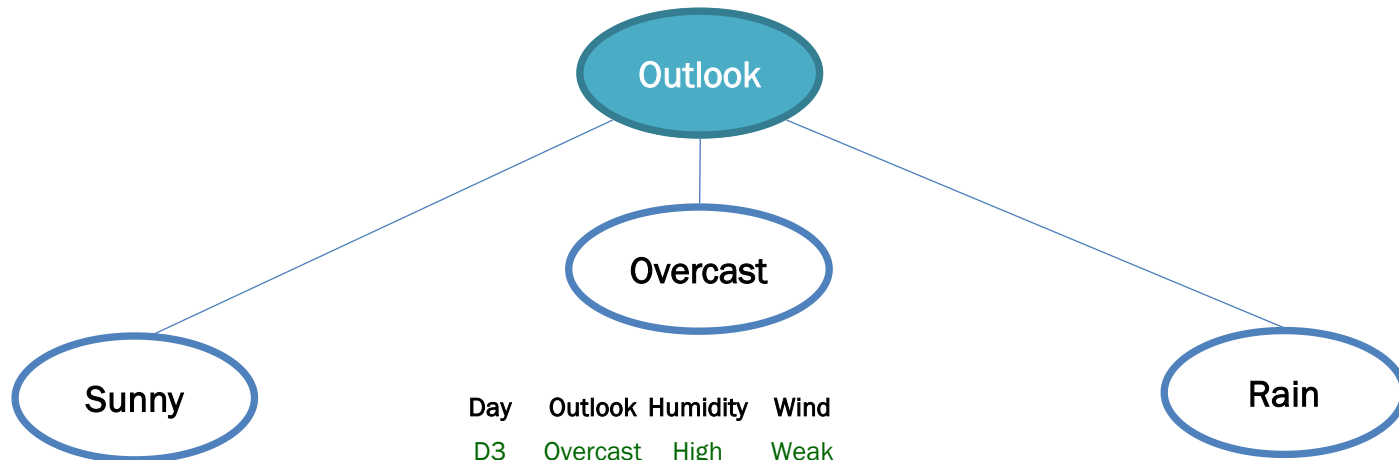 Outlook
Overcast
Sunny
Rain
Day Outlook Humidity Wind
D3 Overcast High Weak